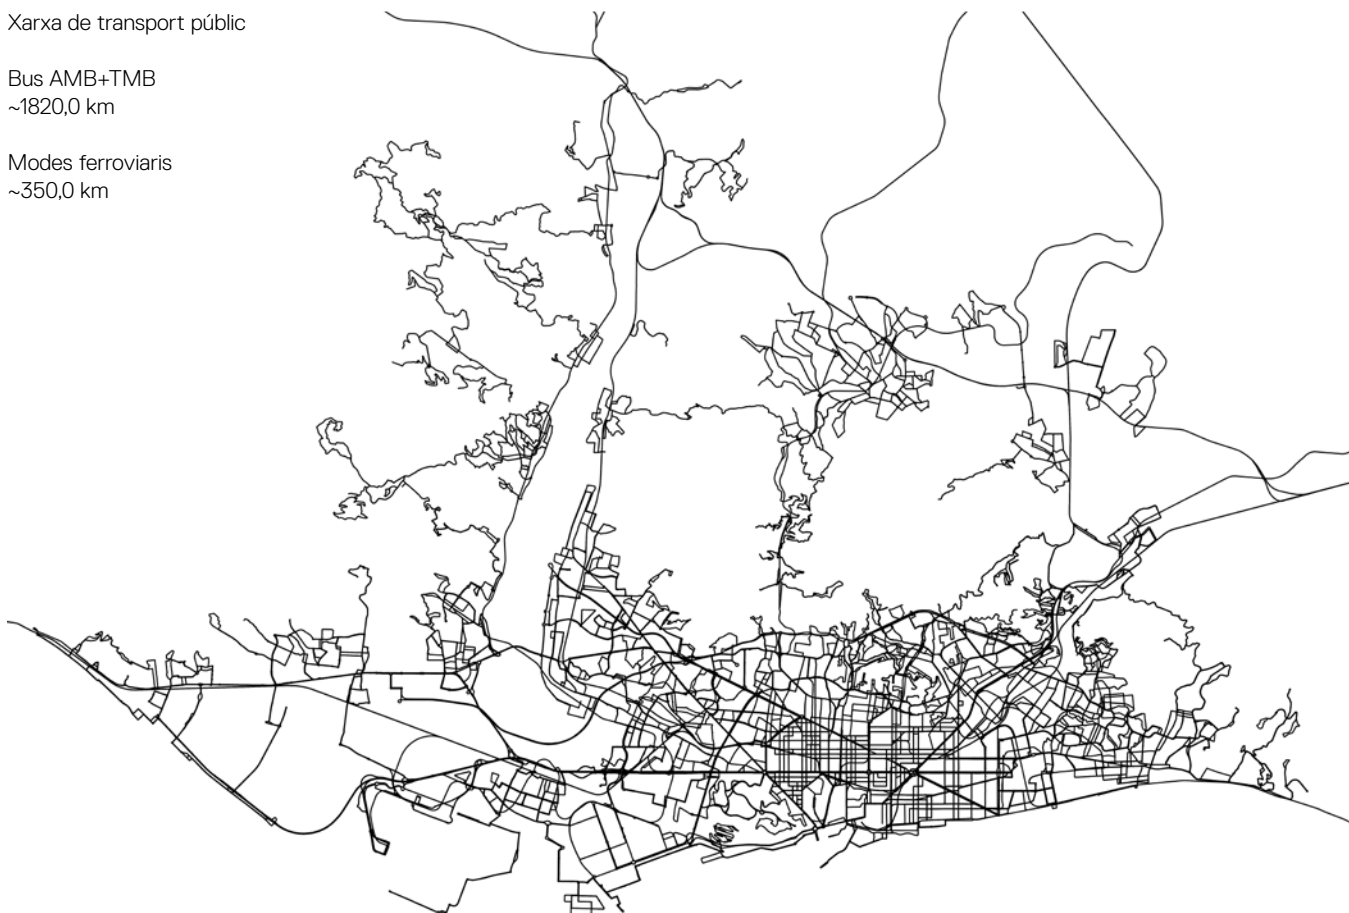 Xarxa de transport públic
Bus AMB+TMB
~1820,0 km
Modes ferroviaris
~350,0 km